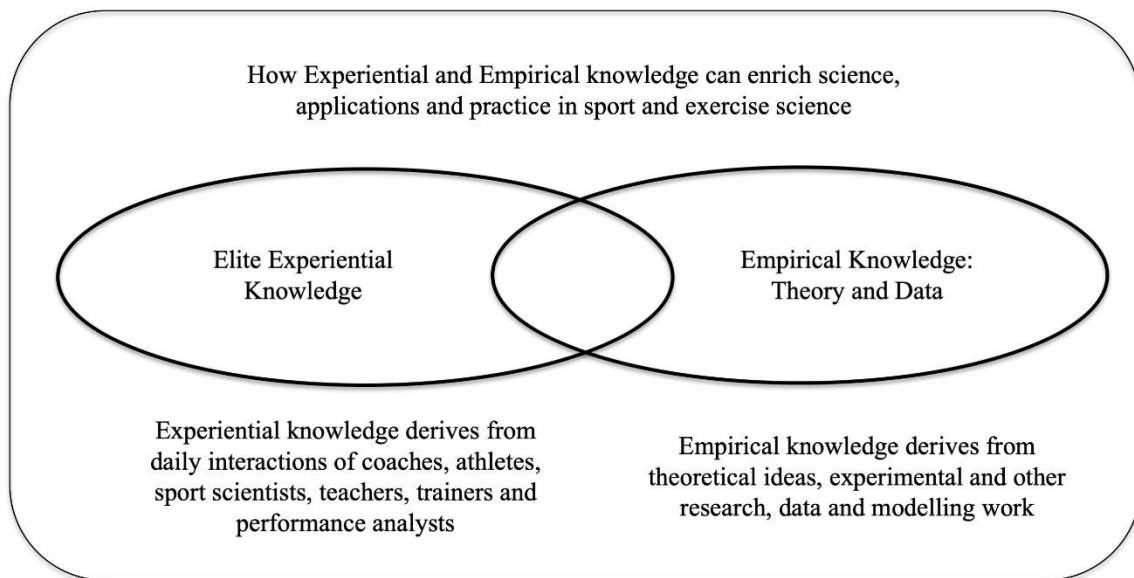 How Experiential and Empirical knowledge can enrich science,
applications and practice in sport and exercise science
Elite Experiential
Knowledge
Empirical Knowledge:
Theory and Data
Experiential knowledge derives from
daily interactions of coaches, athletes,
sport scientists, teachers, trainers and
performance analysts
Empirical knowledge derives from
theoretical ideas, experimental and other
research, data and modelling work